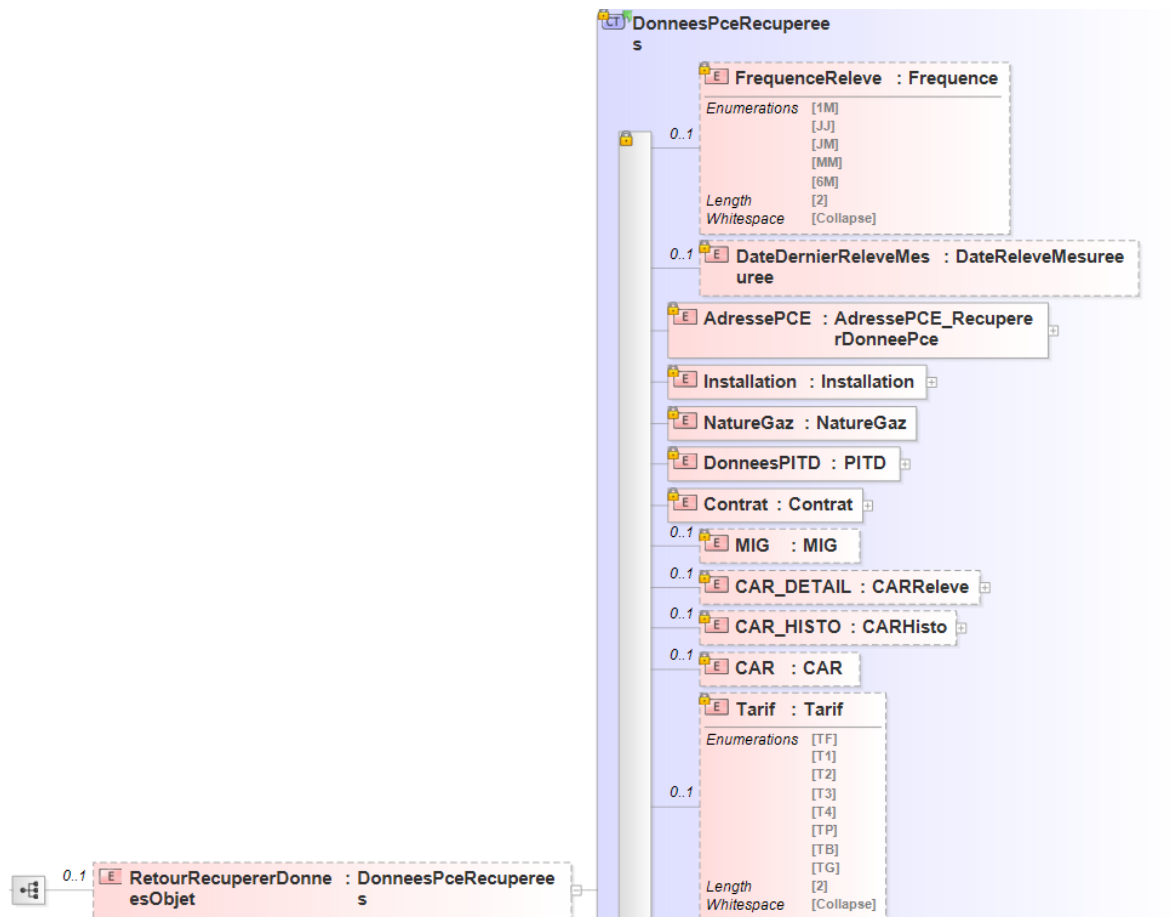 CT DonneesPceRecuperee
s
E FrequenceReleve : Frequence
Enumerations [1M]
0..1 [JJ]
[JM]
[MM]
[6M]
Length [2]
Whitespace [Collapse]
0..1 E DateDernierReleveMes : DateReleveMesuree
uree
E AdressePCE : AdressePCE_Recupere
rDonneePce
E Installation : Installation
E NatureGaz : NatureGaz
E DonneesPITD : PITD
E Contrat : Contrat
0..1 E MIG : MIG
0..1 E CAR_DETAIL : CARReleve
0..1 E CAR_HISTO : CARHisto
0..1 E CAR : CAR
E Tarif : Tarif
Enumerations [TF]
[T1]
[T2]
0..1 [T3]
[T4]
[TP]
[TB]
[TG]
Length [2]
Whitespace [Collapse]
0..1 E RetourRecupererDonne : DonneesPceRecuperee
esObjet s